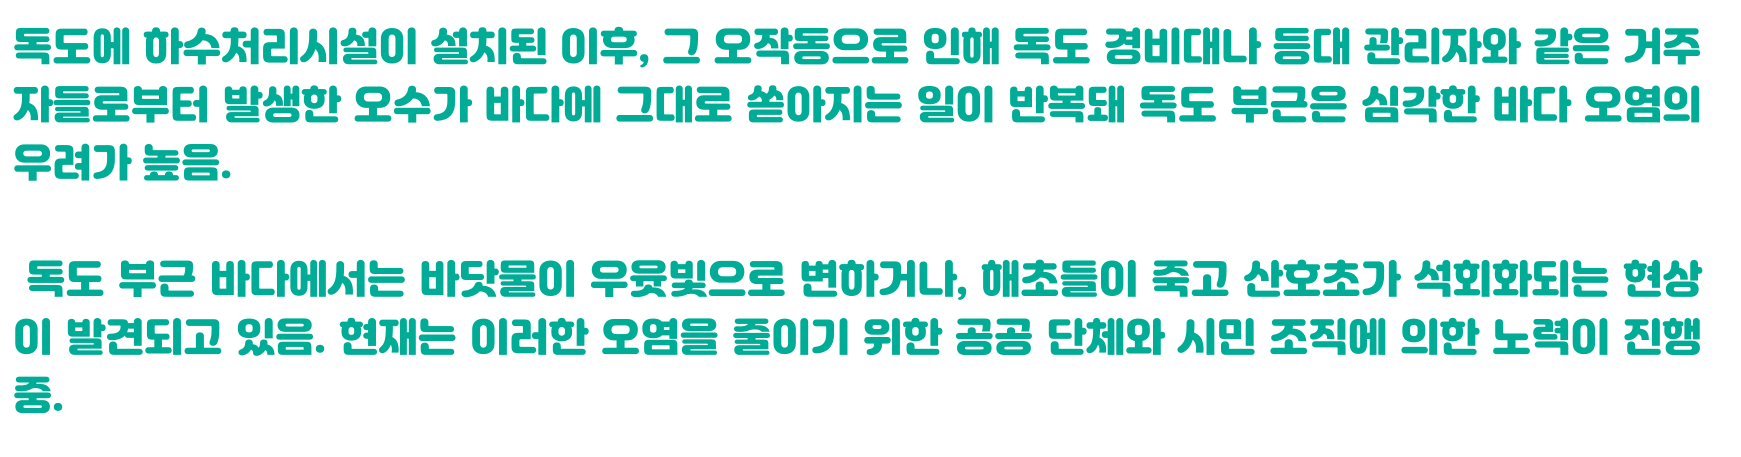 독도에 하수처리시설이 설치된 이후, 그 오작동으로 인해 독도 경비대나 등대 관리자와 같은 거주
자들로부터 발생한 오수가 바다에 그대로 쏟아지는 일이 반복돼 독도 부근은 심각한 바다 오염의
우려가 높음.
독도 부근 바다에서는 바닷물이 우윳빛으로 변하거나, 해초들이 죽고 산호초가 석회화되는 현상
이 발견되고 있음. 현재는 이러한 오염을 줄이기 위한 공공 단체와 시민 조직에 의한 노력이 진행
중.